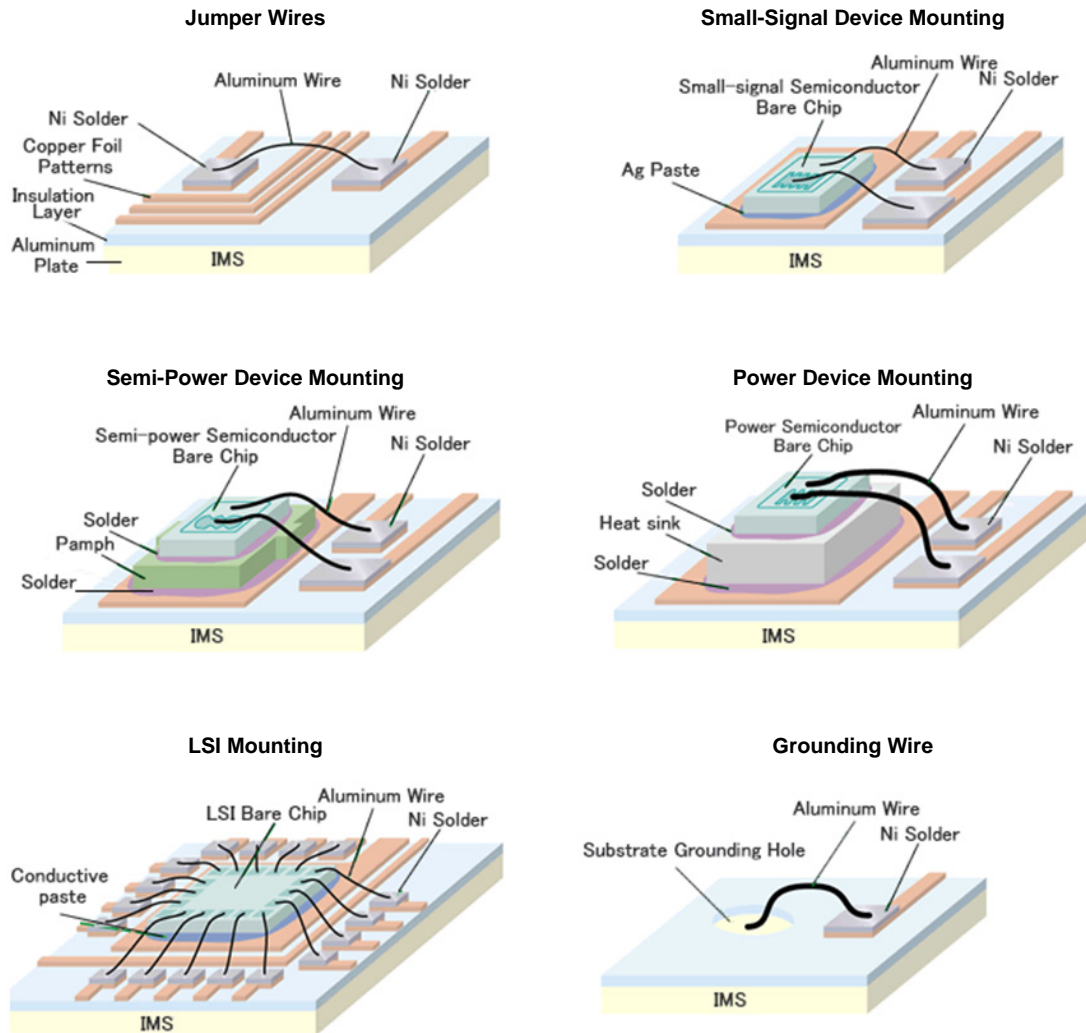 Jumper Wires
Aluminum Wire
Ni Solder
Ni Solder
Copper Foil
Patterns
Insulation
Layer
Aluminum
Plate
IMS
Small-Signal Device Mounting
Aluminum Wire
Ni Solder
Small-signal Semiconductor
Bare Chip
Ag Paste
IMS
Semi-Power Device Mounting
Aluminum Wire
Semi-power Semiconductor
Bare Chip
Ni Solder
Solder
Pamph
Solder
IMS
Power Device Mounting
Aluminum Wire
Power Semiconductor
Bare Chip
Ni Solder
Solder
Heat sink
Solder
IMS
LSI Mounting
Aluminum Wire
LSI Bare Chip
Ni Solder
Conductive
paste
IMS
Grounding Wire
Aluminum Wire
Ni Solder
Substrate Grounding Hole
IMS